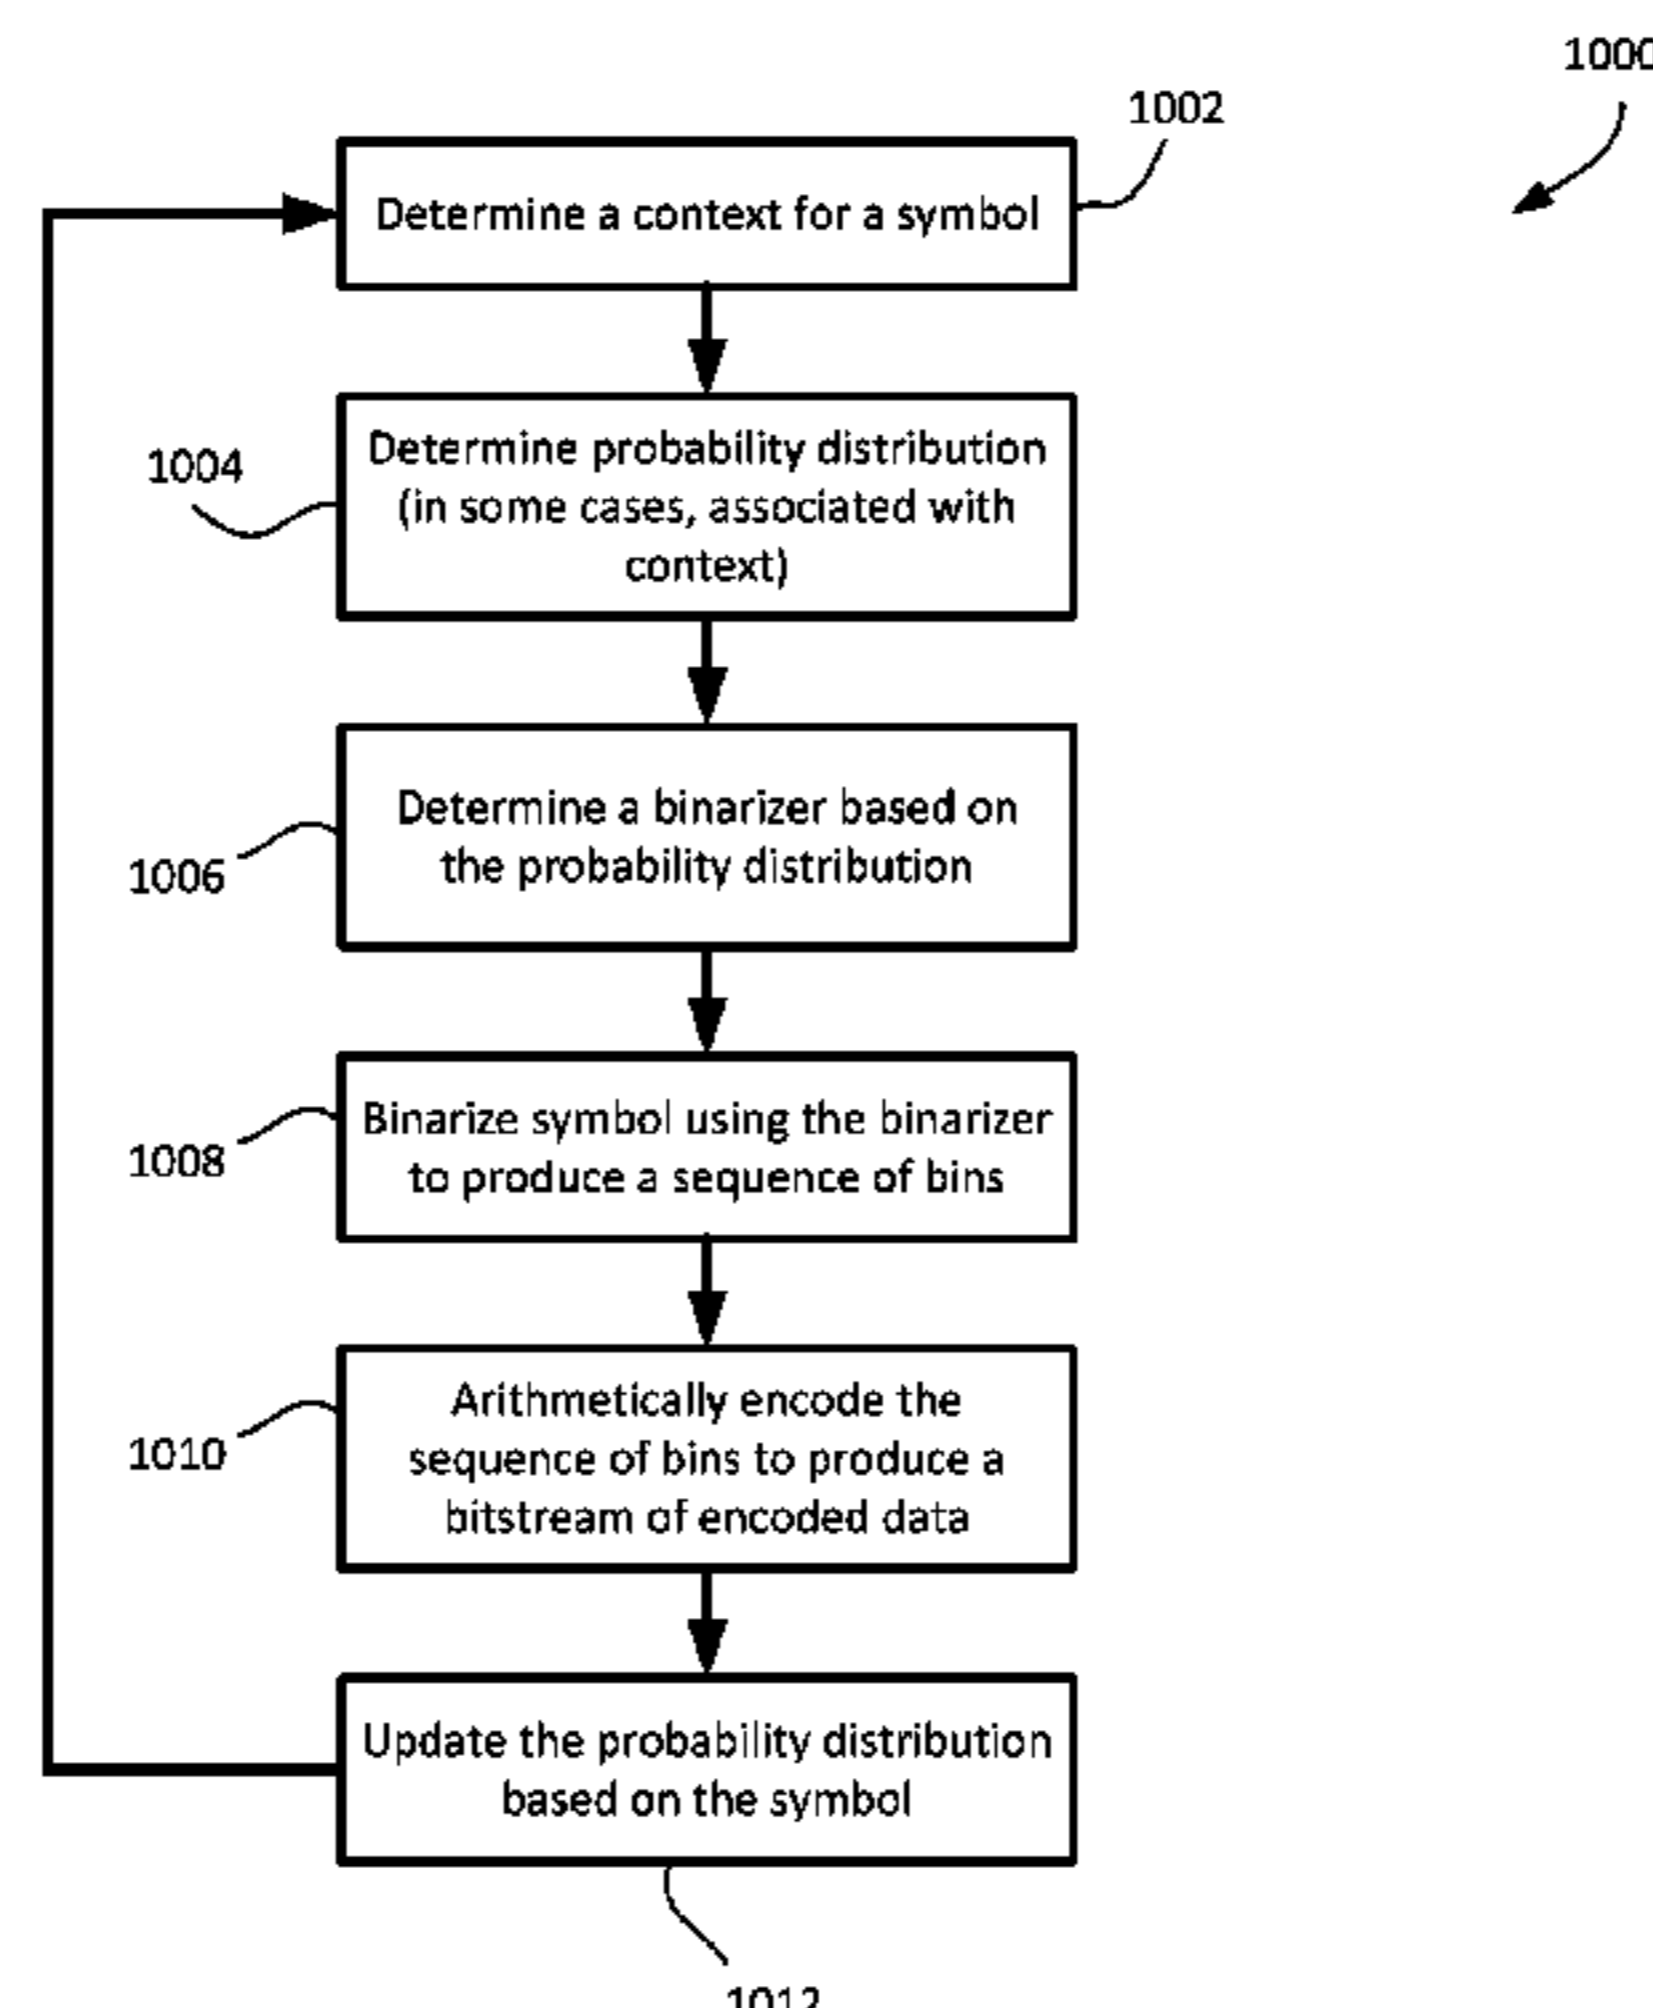 1000
1002
Determine a context for a symbol
1004
Determine probability distribution
(in some cases, associated with
context)
1006
Determine a binarizer based on
the probability distribution
1008
Binarize symbol using the binarizer
to produce a sequence of bins
1010
Arithmetically encode the
sequence of bins to produce a
bitstream of encoded data
Update the probability distribution
based on the symbol
1012